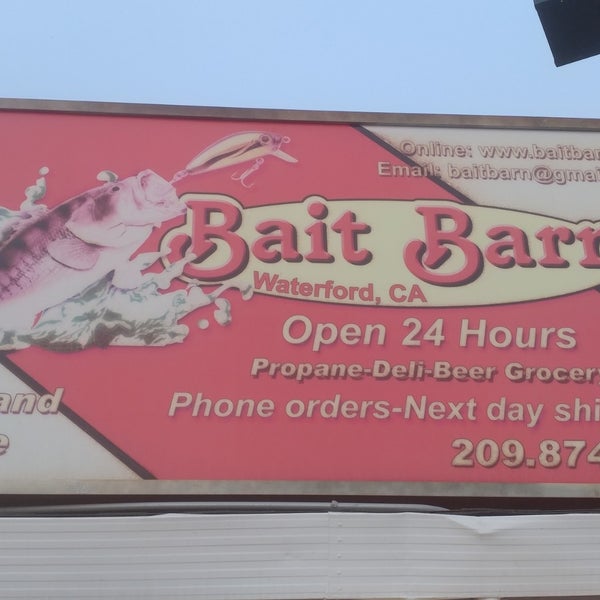 Online: www.baitbar
Email: baitbarn@gmai
Bait Barn
Waterford, CA
Open 24 Hours
Propane-Deli-Beer Grocery
and
Phone orders-Next day shi
e
209.874